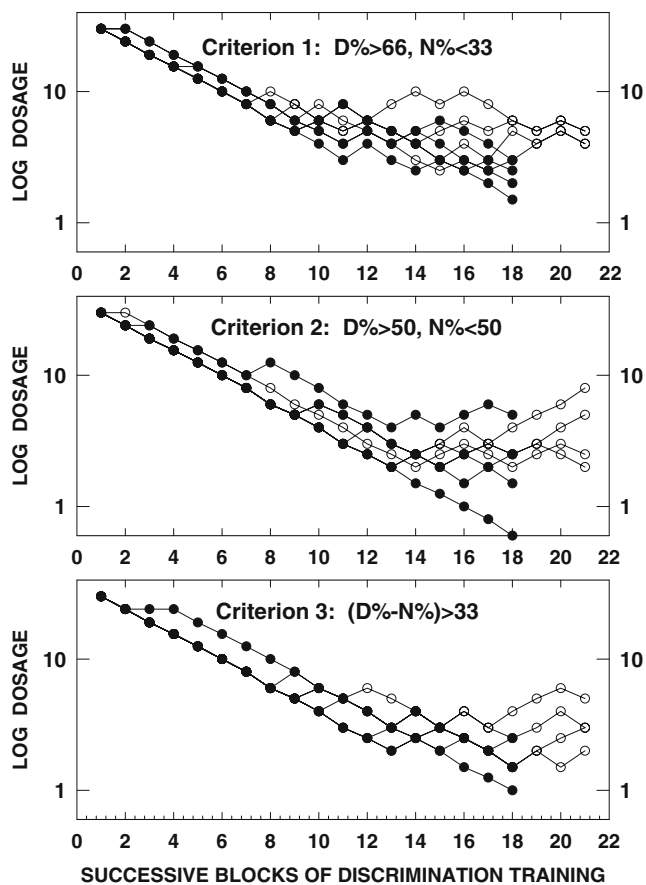 Criterion 1: D%>66, N%<33
LOG DOSAGE
10 10
1 1
0 2 4 6 8 10 12 14 16 18 20 22
Criterion 2: D%>50, N%<50
LOG DOSAGE
10 10
1 1
0 2 4 6 8 10 12 14 16 18 20 22
Criterion 3: (D%-N%)>33
LOG DOSAGE
10 10
1 1
0 2 4 6 8 10 12 14 16 18 20 22
SUCCESSIVE BLOCKS OF DISCRIMINATION TRAINING